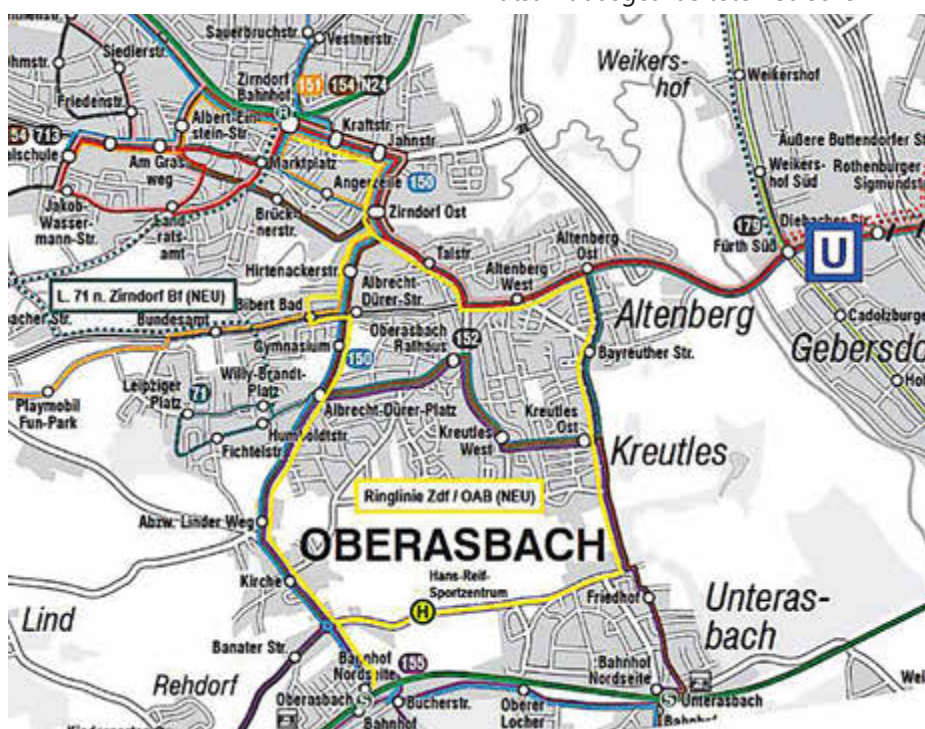 Sauerbruchstr.
Vestnerstr.
Siedlerstr.
Zirndorf
Bahnhof
151 154 N24
Weikers-
hof
Weikershof
Friedenstr.
Albert-Ein-
stein-Str.
Kraftstr.
Jahnstr.
54 713
Am Gras-
weg
Marktplatz
Angerzeile 150
Äußere Buttendorfer
Weikers-
hof Süd
Rothenburger
Sigmundst
Jakob-
Wasser-
mann-Str.
Land-
rats-
amt
Brück-
nerstr.
Zirndorf Ost
179
Diebacher Str.
Fürth Süd
U
Talstr.
Altenberg
Ost
Altenberg
West
Hirtenackerstr.
Albrecht-
Dürer-Str.
L. 71 n. Zirndorf Bf (NEU)
Bibert Bad
Bundesamt
Altenberg
Cadolzburger
Gymnasium
150
Oberasbach
Rathaus
152
Bayreuther Str.
Gebersdo
Playmobil
Fun-Park
Leipziger
Platz
71
Willy-Brandt-
Platz
Albrecht-Dürer-Platz
Humboldtstr.
Fichtelstr.
Kreutles
West
Kreutles
Ost
Kreutles
Ringlinie Zdf / OAB (NEU)
Abzw. Linder Weg
OBERASBACH
Kirche
Hans-Reif-
Sportzentrum
H
Friedhof
Unteras-
bach
Lind
Banater Str.
Rehdorf
Bahnhof
Nordseite
155
Oberasbach
S
Bahnhof
Bucherstr.
Oberer
Locher
Bahnhof
Nordseite
S
Unterasbach
Bahnhof